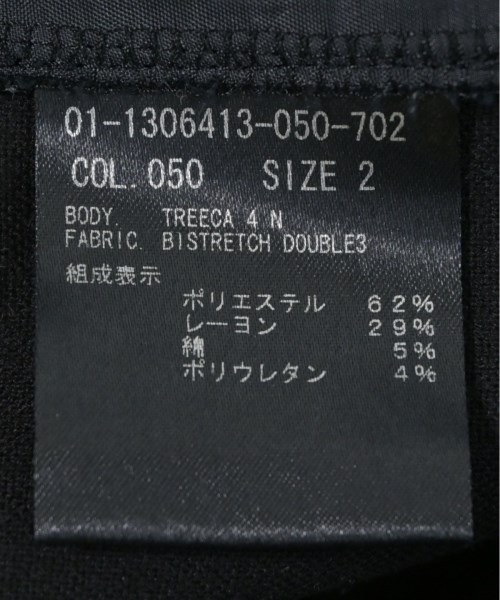 01-1306413-050-702
COL. 050 SIZE 2
BODY. TREECA 4 N
FABRIC. BISTRETCH DOUBLE3
組成表示
ポリエステル 62%
レーヨン 29%
綿 5%
ポリウレタン 4%